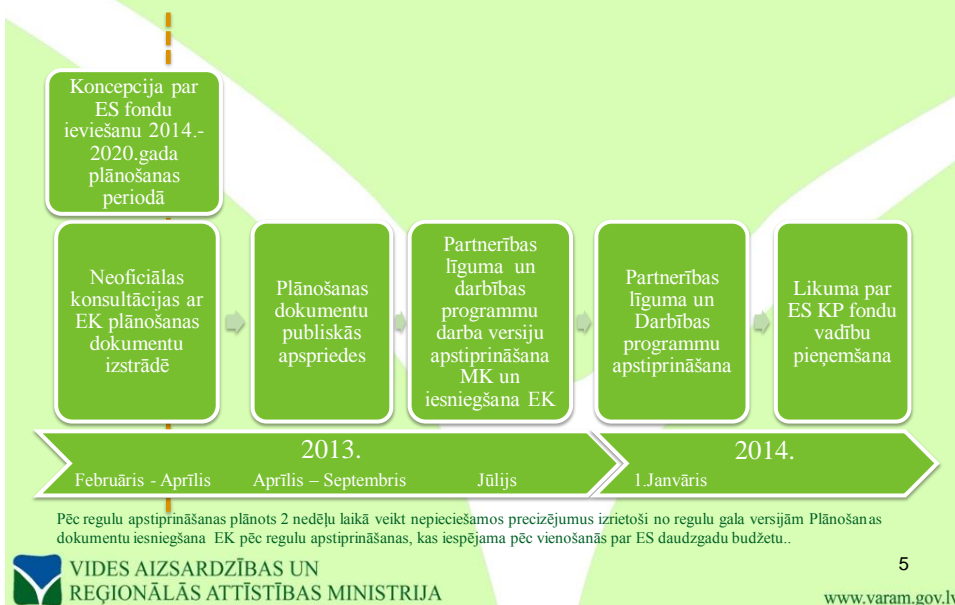 Koncepcija par
ES fondu
ieviešanu 2014.-
2020.gada
plānošanas
periodā
Neoficiālas
konsultācijas ar
EK plānošanas
dokumentu
izstrādē
Plānošanas
dokumentu
publiskās
apspriedes
Partnerības
līguma un
darbības
programmu
darba versiju
apstiprināšana
MK un
iesniegšana EK
Partnerības
līguma un
Darbības
programmu
apstiprināšana
Likuma par
ES KP fondu
vadību
pieņemšana
2013.
Februāris - Aprīlis
Aprīlis – Septembris
Jūlijs
2014.
1.Janvāris
Pēc regulu apstiprināšanas plānots 2 nedēļu laikā veikt nepieciešamos precizējumus izrietoši no regulu gala versijām Plānošanas
dokumentu iesniegšana EK pēc regulu apstiprināšanas, kas iespējama pēc vienošanās par ES daudzgadu budžetu..
VIDES AIZSARDZĪBAS UN
REĢIONĀLĀS ATTĪSTĪBAS MINISTRIJA
5
www.varam.gov.lv